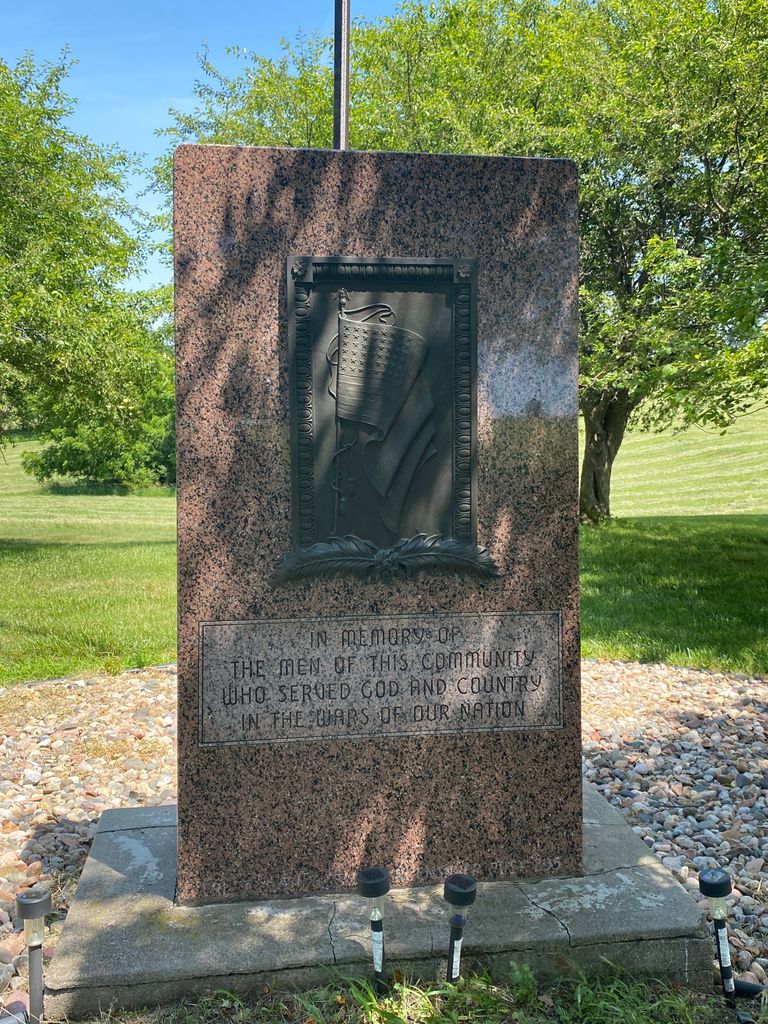 IN MEMORY OF
THE MEN OF THIS COMMUNITY
WHO SERVED GOD AND COUNTRY
IN THE WARS OF OUR NATION